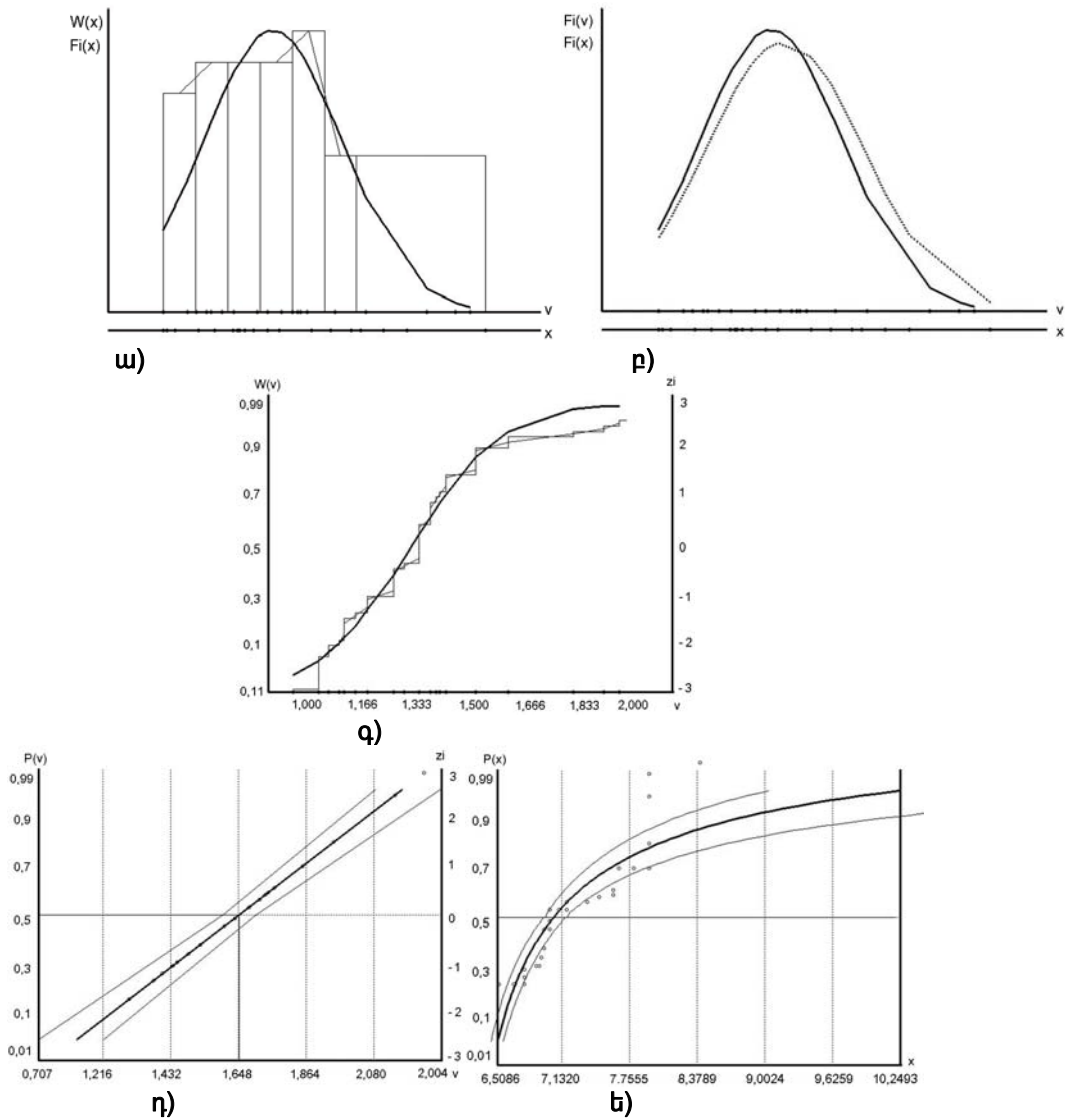 W(x)
Fi(x)
v
x
ա)
Fi(v)
Fi(x)
v
x
բ)
W(v)
zi
0,99
0,9
0,7
0,5
0,3
0,1
0,11
3
2
1
0
- 1
- 2
- 3
1,000 1,166 1,333 1,500 1,666 1,833 2,000 v
գ)
P(v)
zi
0,99
0,9
0,7
0,5
0,3
0,1
0,01
3
2
1
0
- 1
- 2
- 3
0,707 1,216 1,432 1,648 1,864 2,080 2,004 v
դ)
P(x)
0,99
0,9
0,7
0,5
0,3
0,1
0,01
x
6,5086 7,1320 7,7555 8,3789 9,0024 9,6259 10,2493
ե)